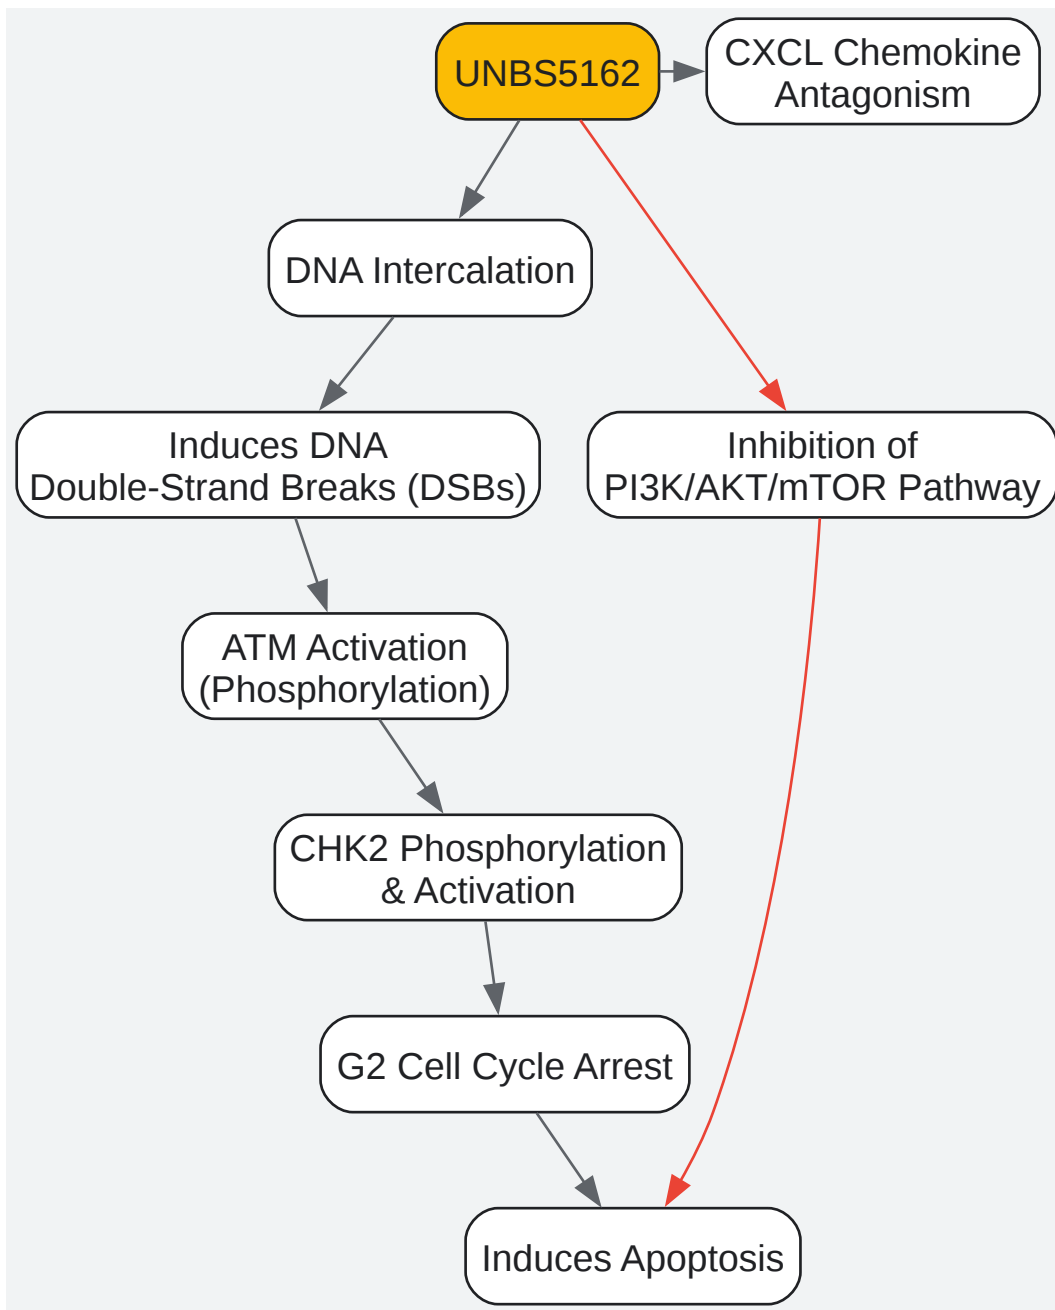 UNBS5162
CXCL Chemokine
Antagonism
DNA Intercalation
Induces DNA
Double-Strand Breaks (DSBs)
Inhibition of
PI3K/AKT/mTOR Pathway
ATM Activation
(Phosphorylation)
CHK2 Phosphorylation
& Activation
G2 Cell Cycle Arrest
Induces Apoptosis